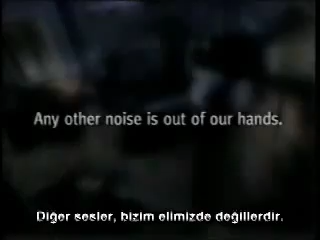 Any other noise is out of our hands.
Diğer sesler, bizim elimizde değillerdir.